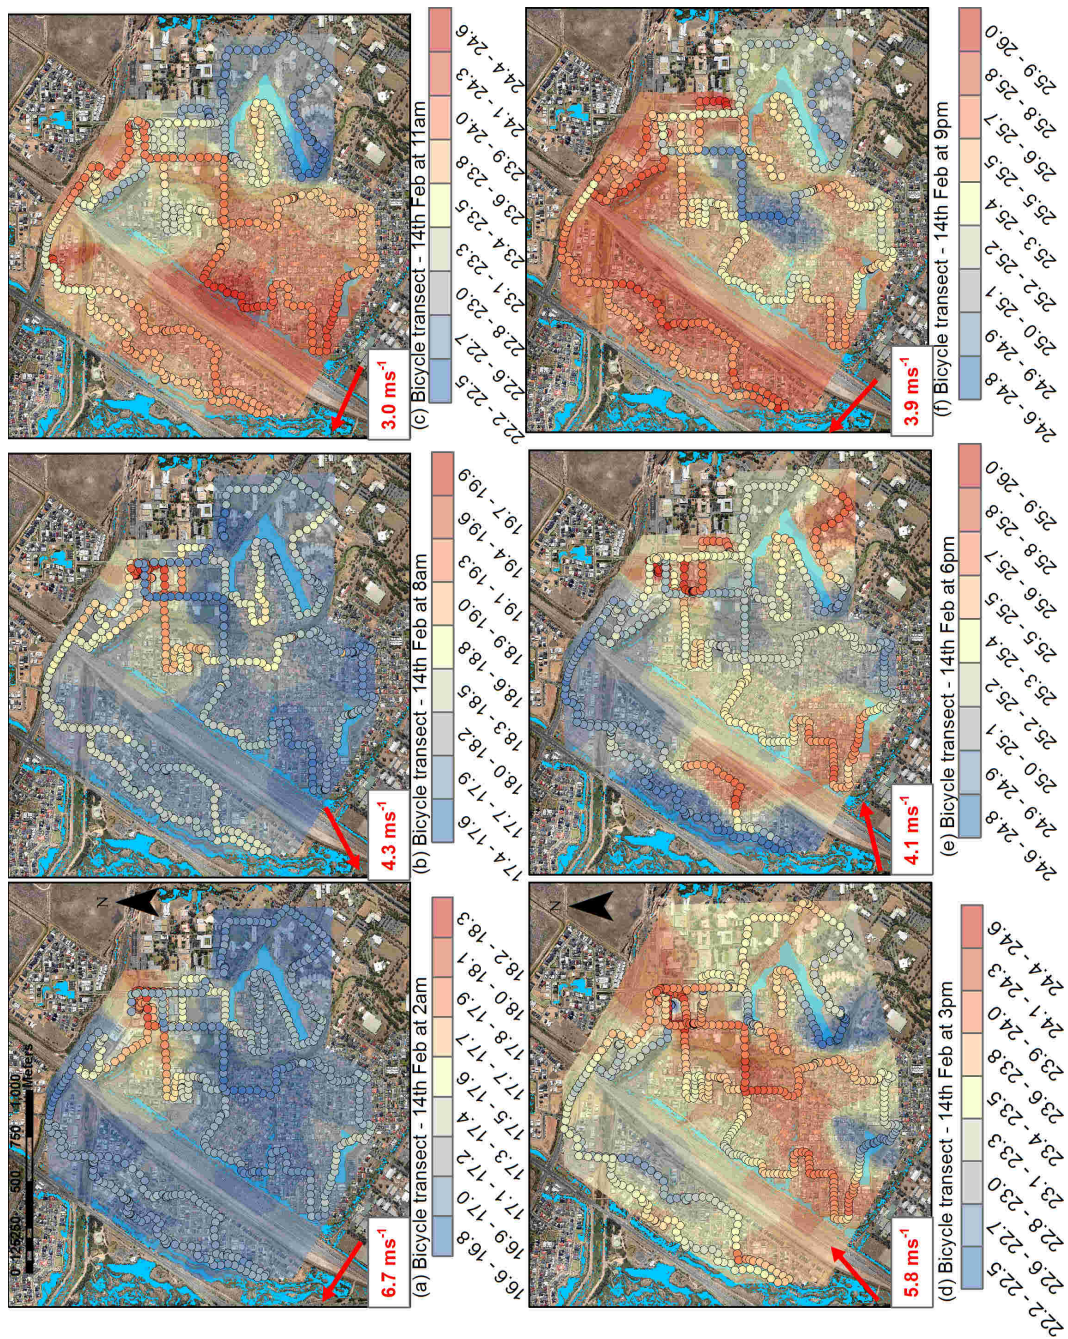 0 125250 500 750 1,000
Meters
N
6.7 ms-1
(a) Bicycle transect - 14th Feb at 2am
16.6 - 16.8
16.9 - 17.0
17.1 - 17.2
17.3 - 17.4
17.5 - 17.6
17.7 - 17.7
17.8 - 17.9
18.0 - 18.1
18.2 - 18.3
4.3 ms-1
(b) Bicycle transect - 14th Feb at 8am
17.4 - 17.6
17.7 - 17.9
18.0 - 18.2
18.3 - 18.5
18.6 - 18.8
18.9 - 19.0
19.1 - 19.3
19.4 - 19.6
19.7 - 19.9
3.0 ms-1
(c) Bicycle transect - 14th Feb at 11am
22.2 - 22.5
22.6 - 22.7
22.8 - 23.0
23.1 - 23.3
23.4 - 23.5
23.6 - 23.8
23.9 - 24.0
24.1 - 24.3
24.4 - 24.6
N
5.8 ms-1
(d) Bicycle transect - 14th Feb at 3pm
22.2 - 22.5
22.6 - 22.7
22.8 - 23.0
23.1 - 23.3
23.4 - 23.5
23.6 - 23.8
23.9 - 24.0
24.1 - 24.3
24.4 - 24.6
4.1 ms-1
(e) Bicycle transect - 14th Feb at 6pm
24.6 - 24.8
24.9 - 24.9
25.0 - 25.1
25.2 - 25.2
25.3 - 25.4
25.5 - 25.5
25.6 - 25.7
25.8 - 25.8
25.9 - 26.0
3.9 ms-1
(f) Bicycle transect - 14th Feb at 9pm
24.6 - 24.8
24.9 - 24.9
25.0 - 25.1
25.2 - 25.2
25.3 - 25.4
25.5 - 25.5
25.6 - 25.7
25.8 - 25.8
25.9 - 26.0